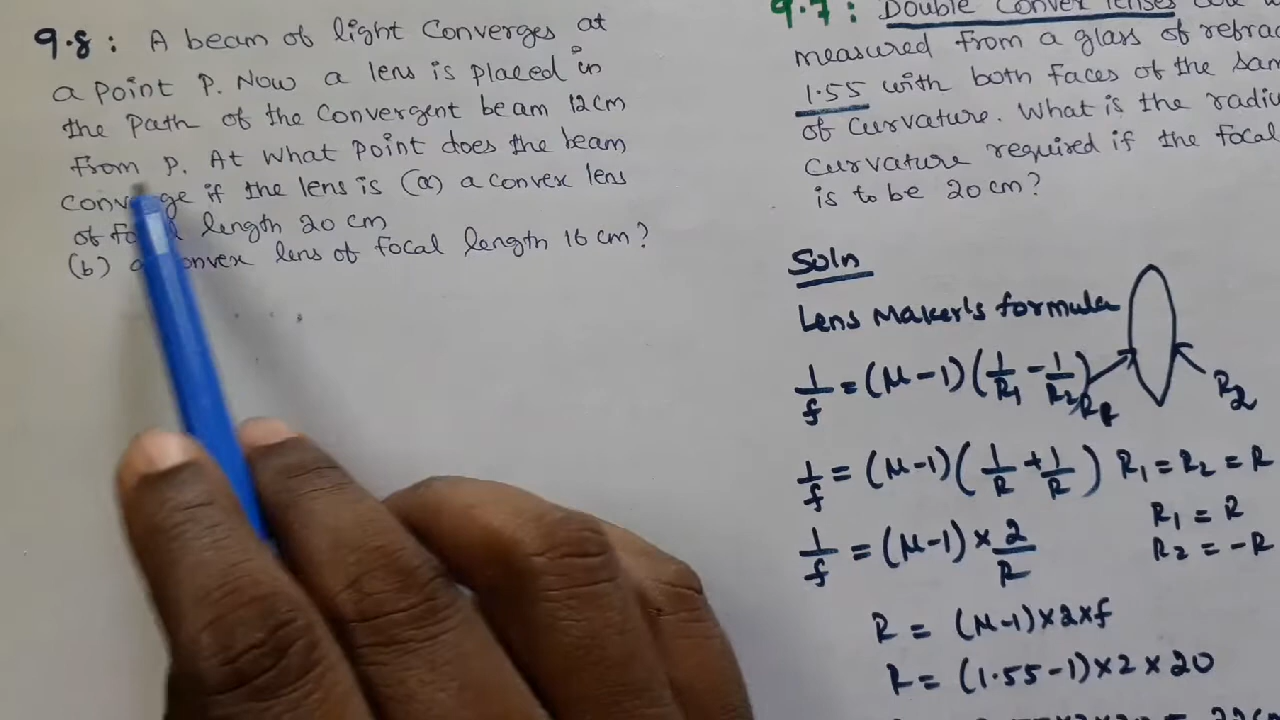 9.8 : A beam of light Converges at
a Point P. Now a lens is placed in
the Path of the Convergent beam 12cm
from P. At What Point does the beam
converge if the lens is (a) a convex lens
of focal length 20 cm
(b) a convex lens of focal length 16 cm?
9.7 : Double Convex lenses
measured from a glass of
1.55 with both faces of the
of Curvature. What is the
Curvature required if the focal
is to be 20 cm?
Soln
Lens Maker's formula
1/f = (μ-1)(1/R1 - 1/R2)
R2
1/f = (μ-1)(1/R + 1/R) R1 = R2 = R
R1 = R
1/f = (μ-1) × 2/R
R2 = -R
R = (μ-1)×2×f
R = (1.55-1)×2×20